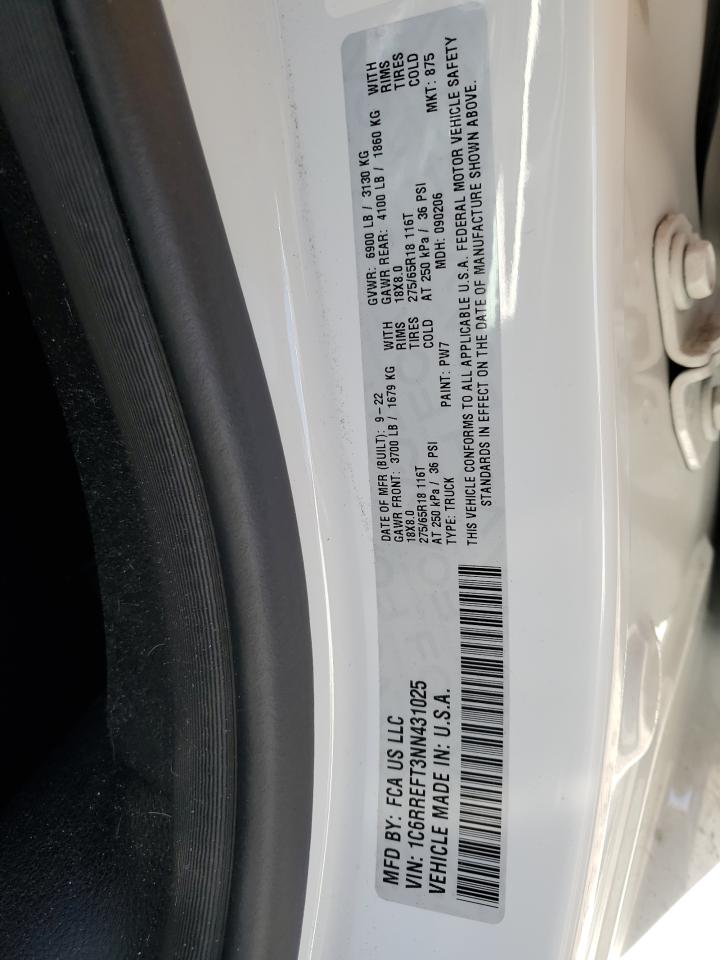 MFD BY: FCA US LLC
VIN: 1C6RREFT3NN431025
VEHICLE MADE IN: U.S.A.
DATE OF MFR (BUILT): 9-22 GVWR: 6900 LB / 3130 KG
GAWR FRONT: 3700 LB / 1679 KG WITH GAWR REAR: 4100 LB / 1860 KG WITH
18X8.0 RIMS 18X8.0 RIMS
275/65R18 116T TIRES 275/65R18 116T TIRES
AT 250 kPa / 36 PSI COLD AT 250 kPa / 36 PSI COLD
TYPE: TRUCK PAINT: PW7 MDH: 090206 MKT: 875
THIS VEHICLE CONFORMS TO ALL APPLICABLE U.S.A. FEDERAL MOTOR VEHICLE SAFETY
STANDARDS IN EFFECT ON THE DATE OF MANUFACTURE SHOWN ABOVE.